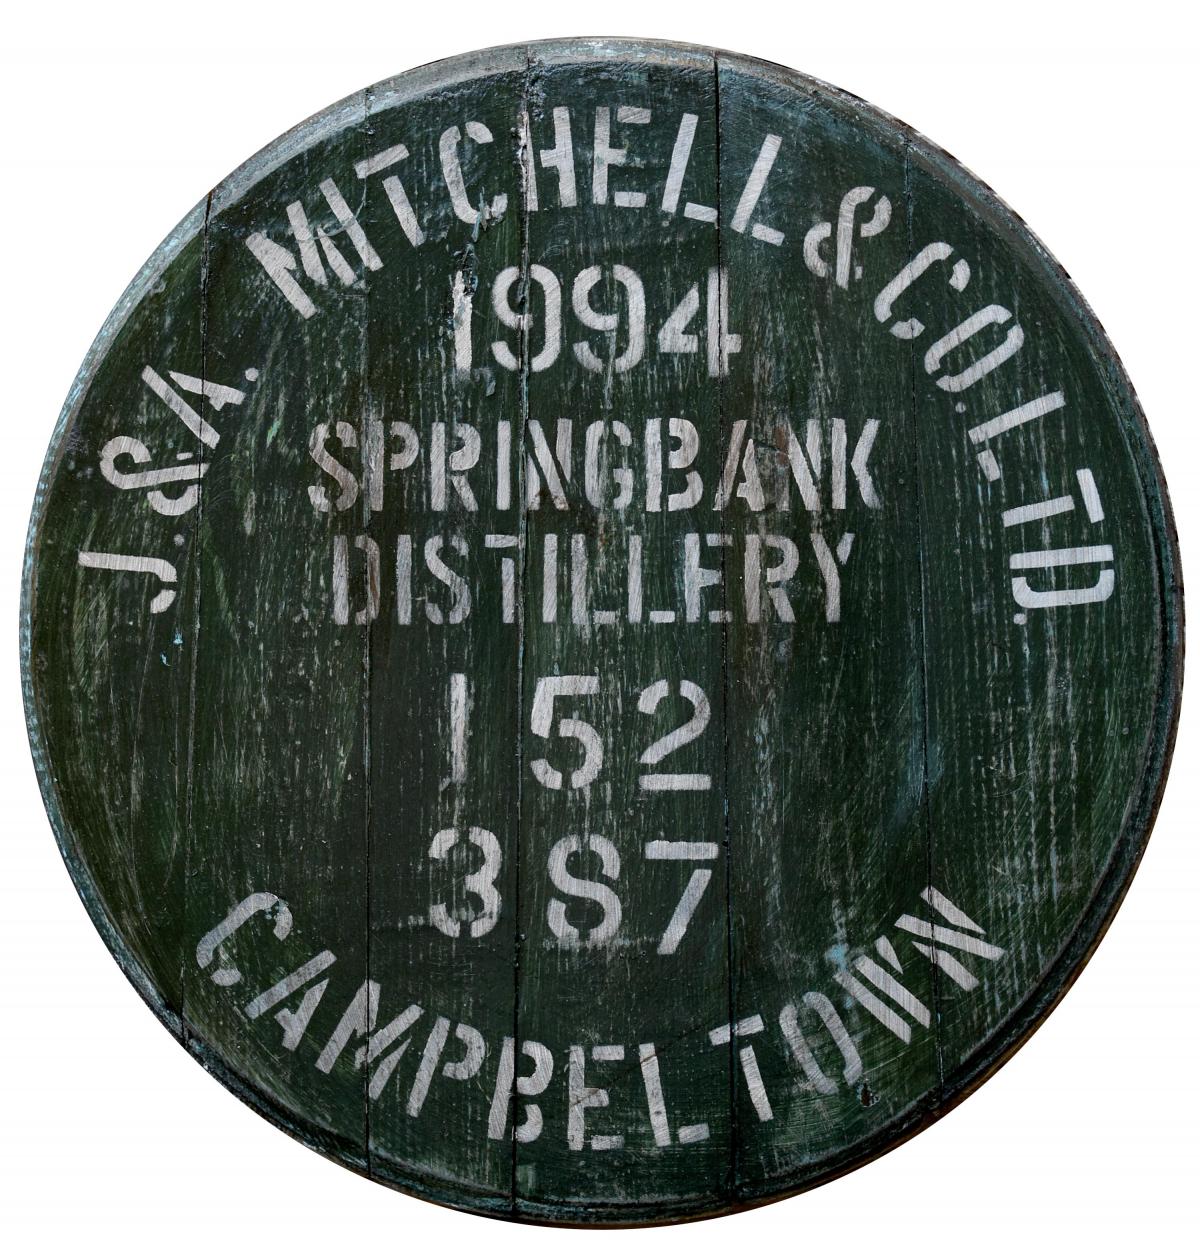 J. & A. MITCHELL & CO. LTD.
1994
SPRINGBANK
DISTILLERY
152
387
CAMPBELTOWN